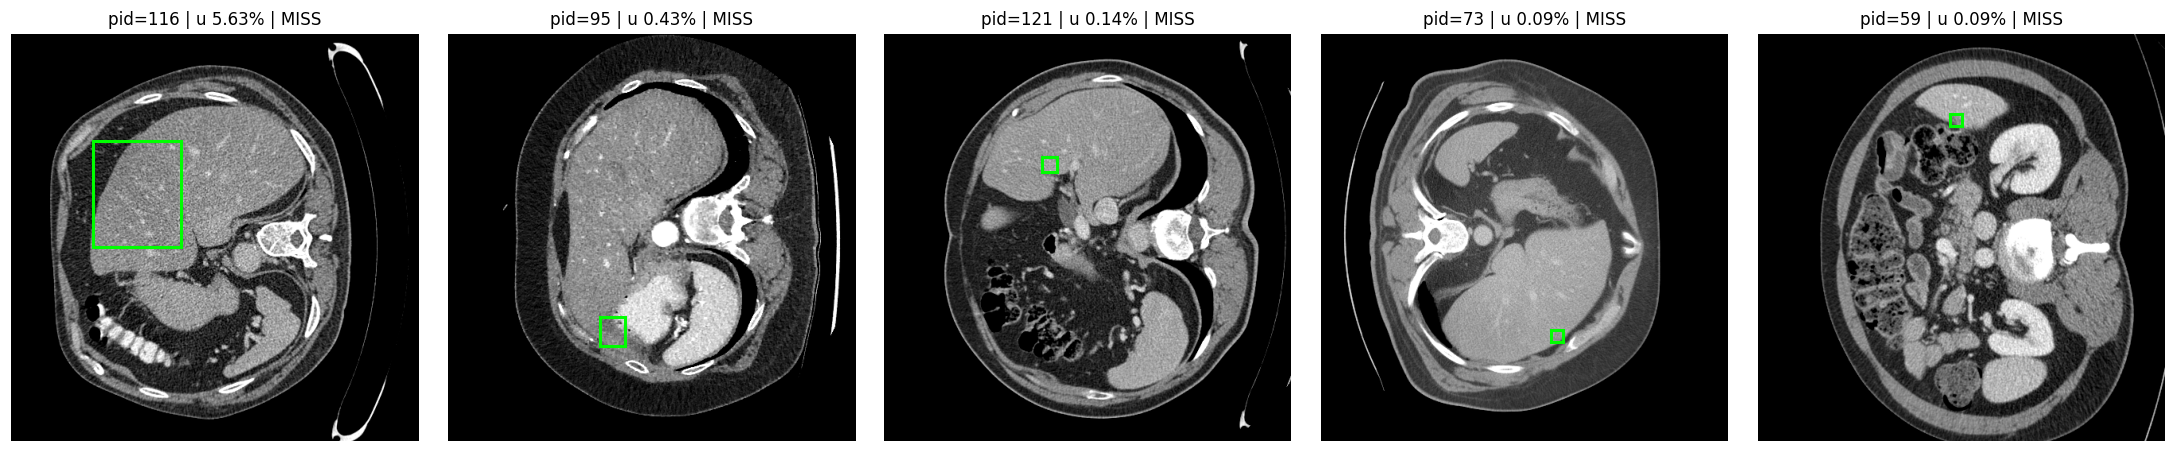 pid=116 | u 5.63% | MISS
pid=95 | u 0.43% | MISS
pid=121 | u 0.14% | MISS
pid=73 | u 0.09% | MISS
pid=59 | u 0.09% | MISS